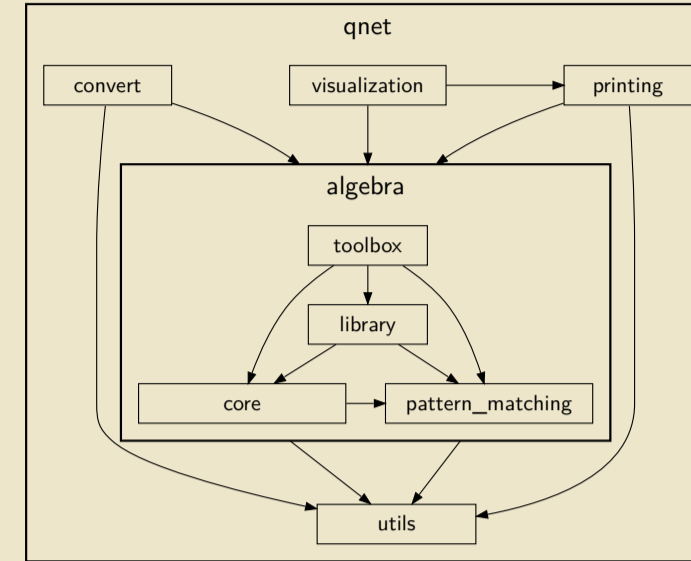 qnet
convert
visualization
printing
algebra
toolbox
library
core
pattern_matching
utils